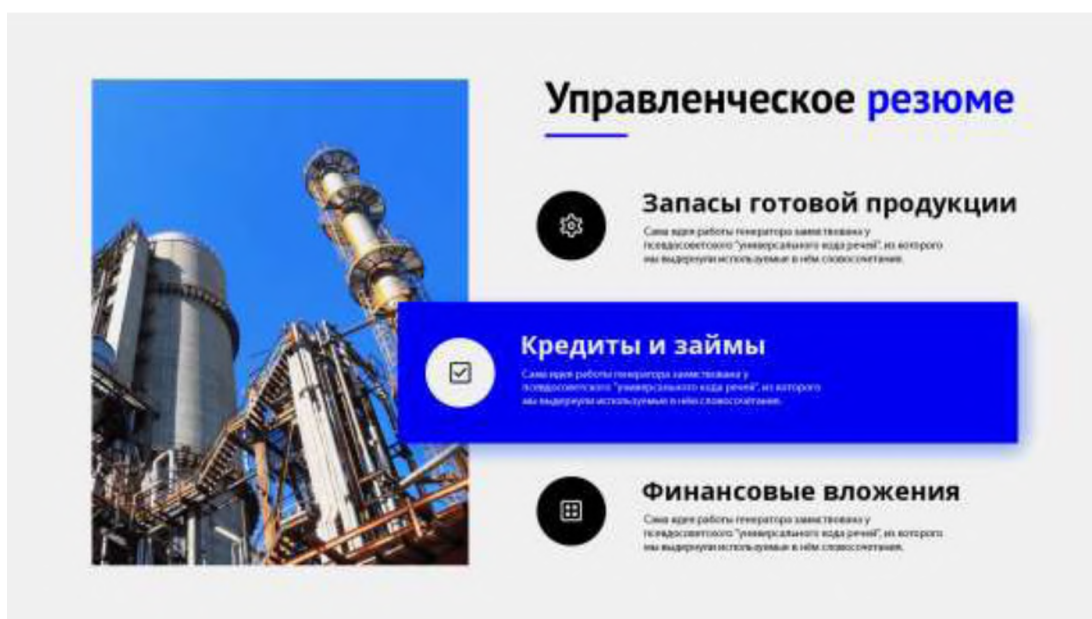 Управленческое резюме
Запасы готовой продукции
Сама идея работы генератора заимствована у
псевдосоветского "универсального кода речей", из которого
мы выдернули используемые в нём словосочетания.
Кредиты и займы
Сама идея работы генератора заимствована у
псевдосоветского "универсального кода речей", из которого
мы выдернули используемые в нём словосочетания.
Финансовые вложения
Сама идея работы генератора заимствована у
псевдосоветского "универсального кода речей", из которого
мы выдернули используемые в нём словосочетания.